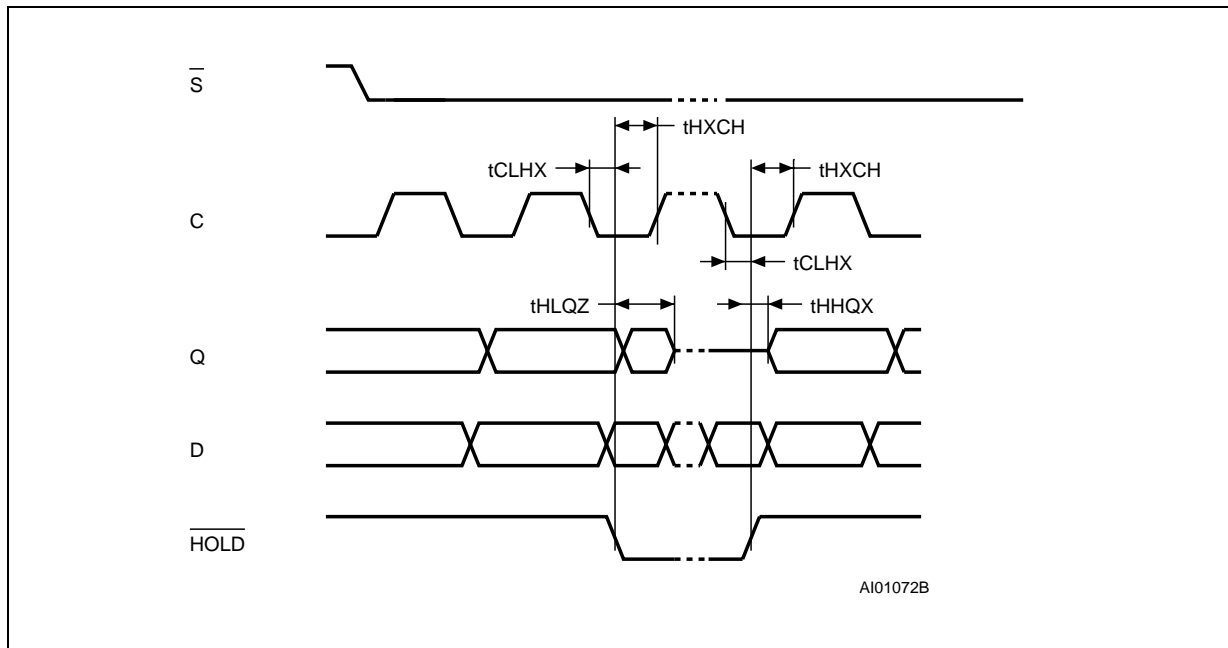 S
tHXCH
tCLHX
tHXCH
C
tCLHX
tHLQZ
tHHQX
Q
D
HOLD
AI01072B